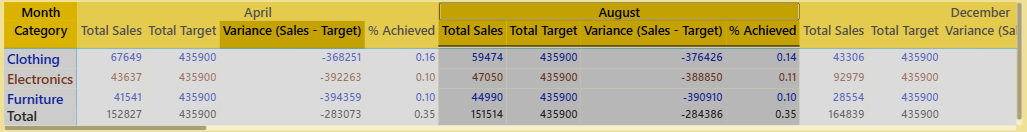 Month April August December
Category Total Sales Total Target Variance (Sales - Target) % Achieved Total Sales Total Target Variance (Sales - Target) % Achieved Total Sales Total Target Variance (Sa
Clothing 67649 435900 -368251 0.16 59474 435900 -376426 0.14 43306 435900
Electronics 43637 435900 -392263 0.10 47050 435900 -388850 0.11 92979 435900
Furniture 41541 435900 -394359 0.10 44990 435900 -390910 0.10 28554 435900
Total 152827 435900 -283073 0.35 151514 435900 -284386 0.35 164839 435900